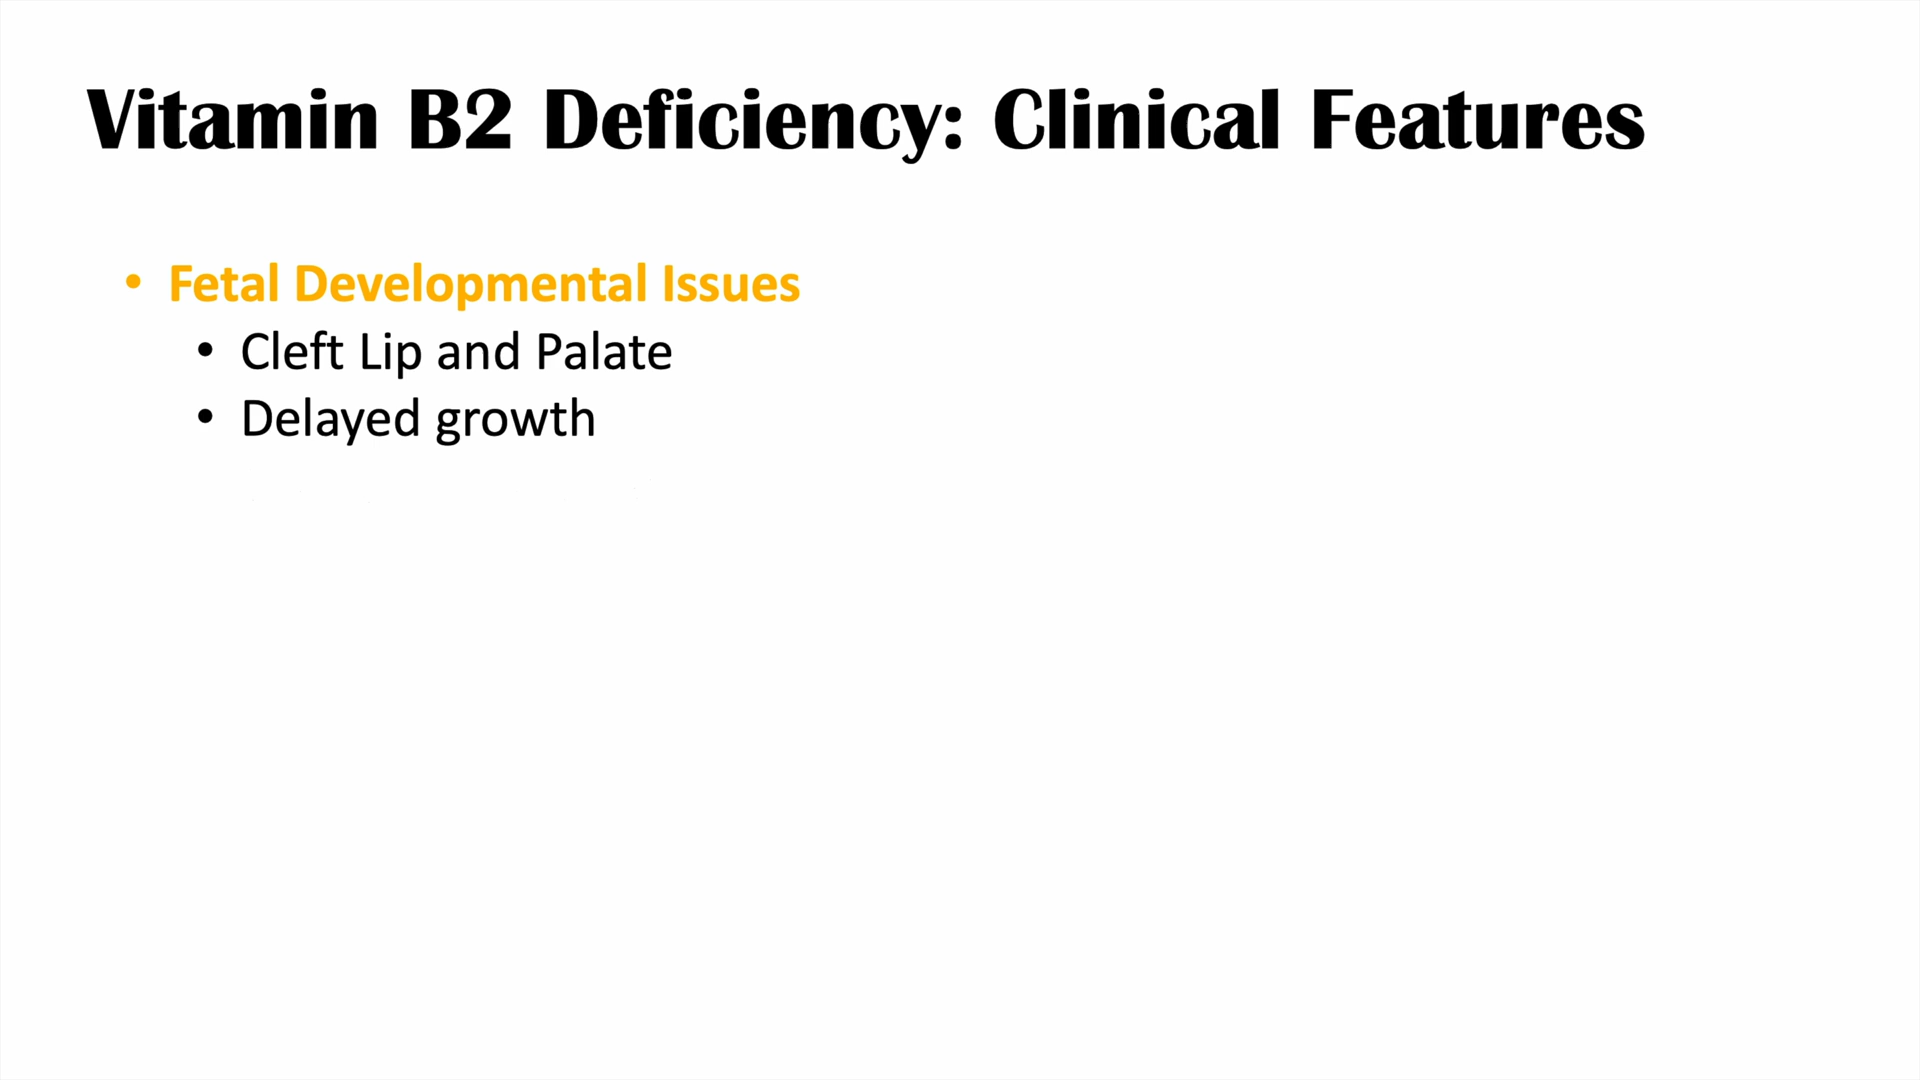 Vitamin B2 Deficiency: Clinical Features
• Fetal Developmental Issues
• Cleft Lip and Palate
• Delayed growth